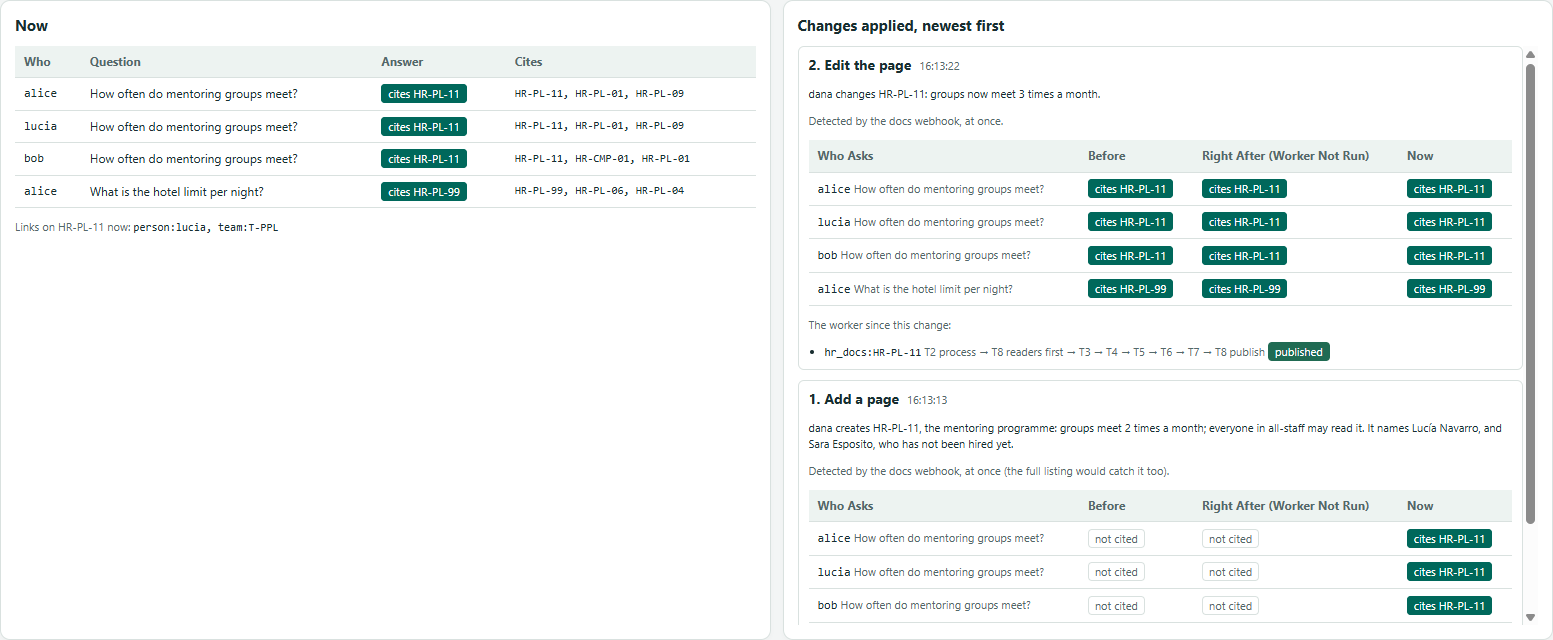 Now
Who Question Answer Cites
alice How often do mentoring groups meet? cites HR-PL-11 HR-PL-11, HR-PL-01, HR-PL-09
lucia How often do mentoring groups meet? cites HR-PL-11 HR-PL-11, HR-PL-01, HR-PL-09
bob How often do mentoring groups meet? cites HR-PL-11 HR-PL-11, HR-CMP-01, HR-PL-01
alice What is the hotel limit per night? cites HR-PL-99 HR-PL-99, HR-PL-06, HR-PL-04
Links on HR-PL-11 now: person:lucia, team:T-PPL
Changes applied, newest first
2. Edit the page 16:13:22
dana changes HR-PL-11: groups now meet 3 times a month.
Detected by the docs webhook, at once.
Who Asks Before Right After (Worker Not Run) Now
alice How often do mentoring groups meet? cites HR-PL-11 cites HR-PL-11 cites HR-PL-11
lucia How often do mentoring groups meet? cites HR-PL-11 cites HR-PL-11 cites HR-PL-11
bob How often do mentoring groups meet? cites HR-PL-11 cites HR-PL-11 cites HR-PL-11
alice What is the hotel limit per night? cites HR-PL-99 cites HR-PL-99 cites HR-PL-99
The worker since this change:
• hr_docs:HR-PL-11 T2 process → T8 readers first → T3 → T4 → T5 → T6 → T7 → T8 publish published
1. Add a page 16:13:13
dana creates HR-PL-11, the mentoring programme: groups meet 2 times a month; everyone in all-staff may read it. It names Lucía Navarro, and
Sara Esposito, who has not been hired yet.
Detected by the docs webhook, at once (the full listing would catch it too).
Who Asks Before Right After (Worker Not Run) Now
alice How often do mentoring groups meet? not cited not cited cites HR-PL-11
lucia How often do mentoring groups meet? not cited not cited cites HR-PL-11
bob How often do mentoring groups meet? not cited not cited cites HR-PL-11